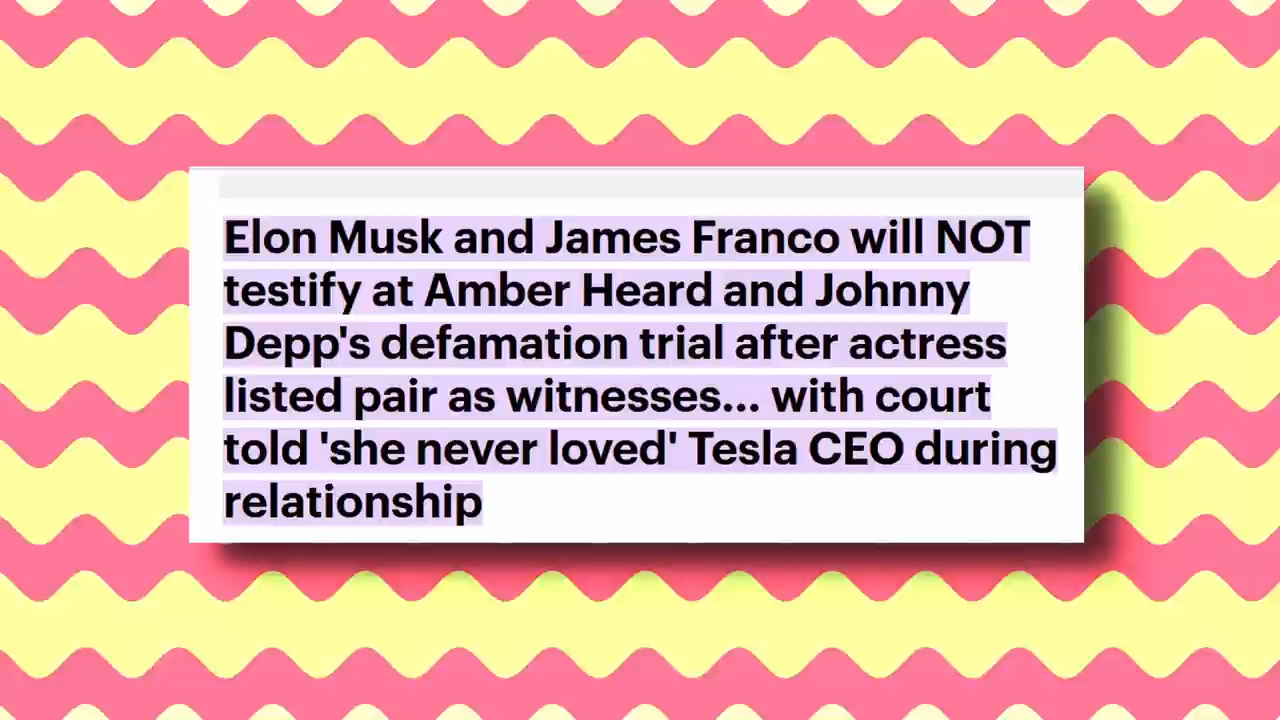 Elon Musk and James Franco will NOT
testify at Amber Heard and Johnny
Depp's defamation trial after actress
listed pair as witnesses... with court
told 'she never loved' Tesla CEO during
relationship